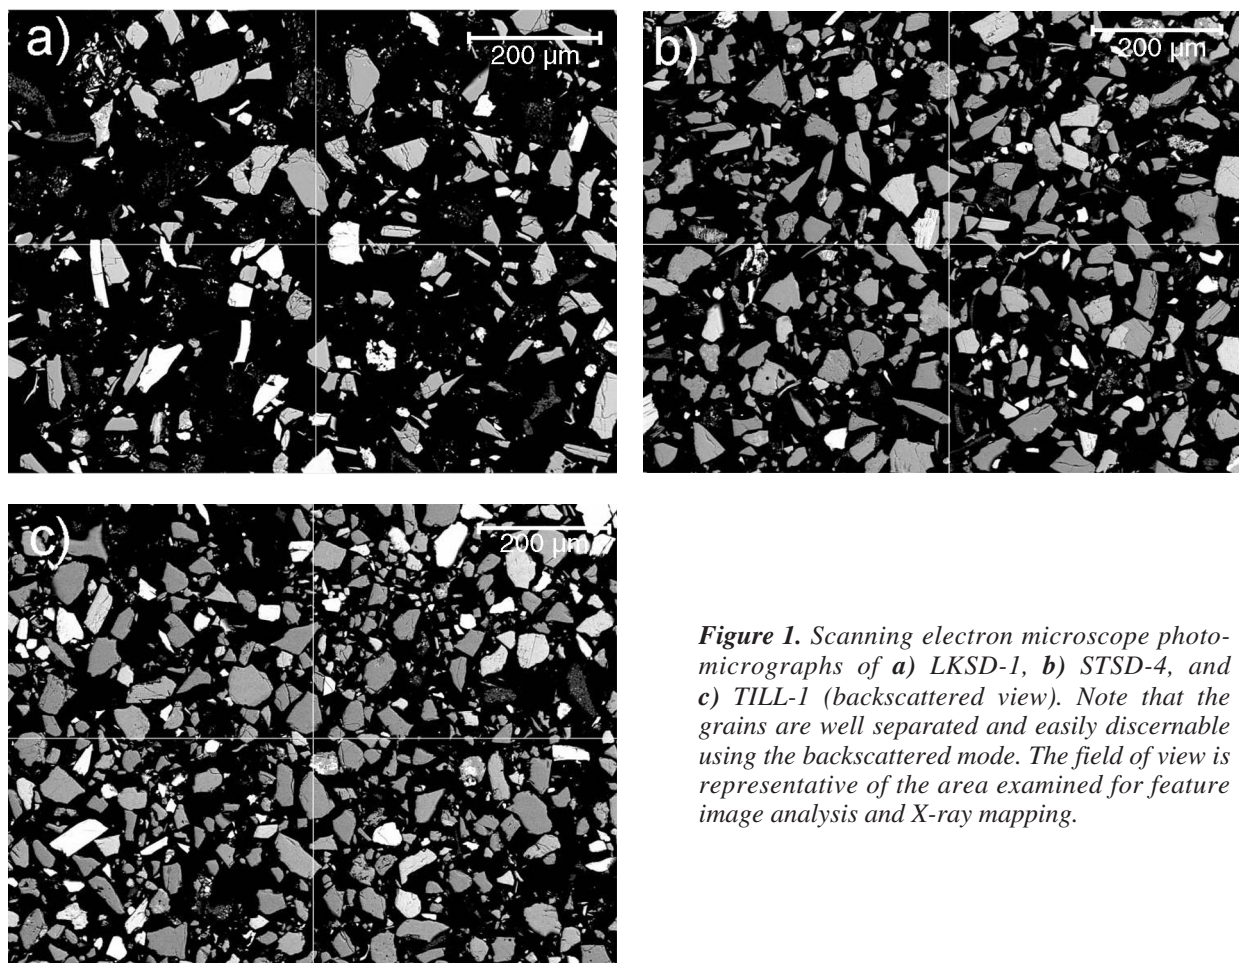 a)
200 µm
b)
200 µm
c)
200 µm
Figure 1. Scanning electron microscope photo-
micrographs of a) LKSD-1, b) STSD-4, and
c) TILL-1 (backscattered view). Note that the
grains are well separated and easily discernable
using the backscattered mode. The field of view is
representative of the area examined for feature
image analysis and X-ray mapping.